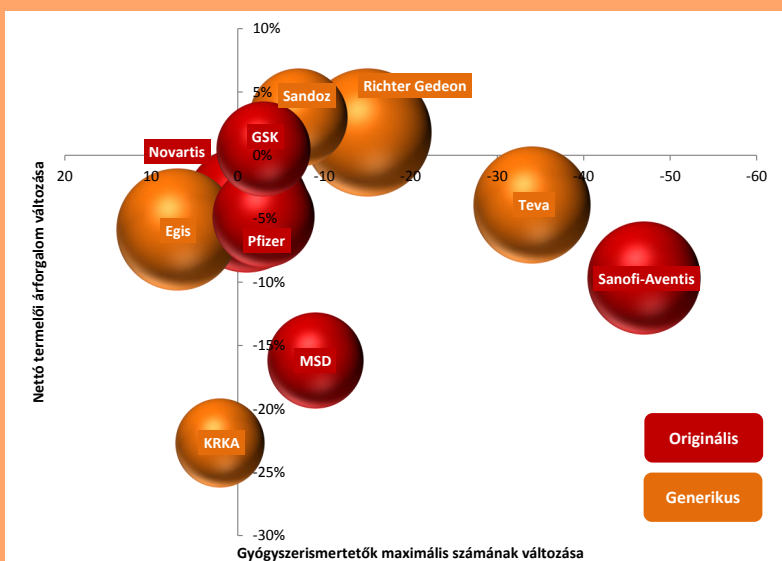 10%
5%
0%
-5%
-10%
-15%
-20%
-25%
-30%
20
10
0
-10
-20
-30
-40
-50
-60
Richter Gedeon
Sandoz
GSK
Novartis
Egis
Pfizer
Teva
Sanofi-Aventis
MSD
KRKA
Originális
Generikus
Nettó termelői árforgalom változása
Gyógyszerismertetők maximális számának változása